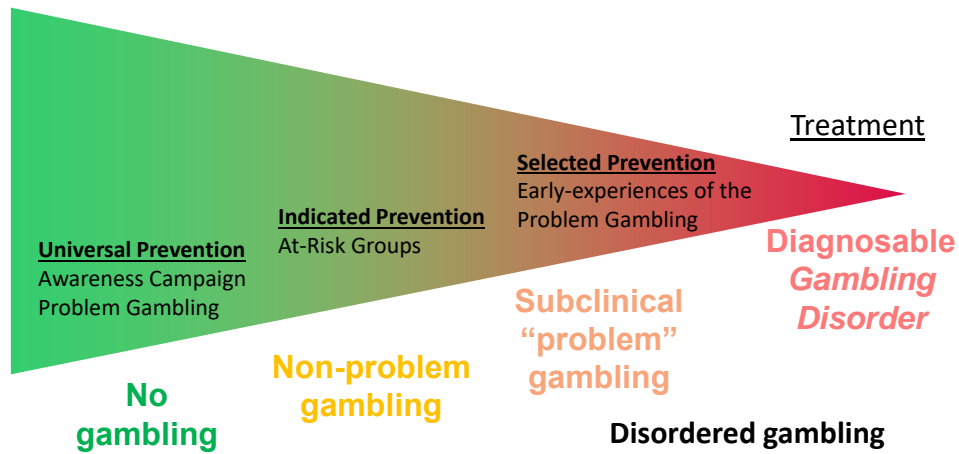 Treatment
Selected Prevention
Early-experiences of the
Problem Gambling
Indicated Prevention
At-Risk Groups
Universal Prevention
Awareness Campaign
Problem Gambling
No
gambling
Non-problem
gambling
Subclinical
“problem”
gambling
Diagnosable
Gambling
Disorder
Disordered gambling